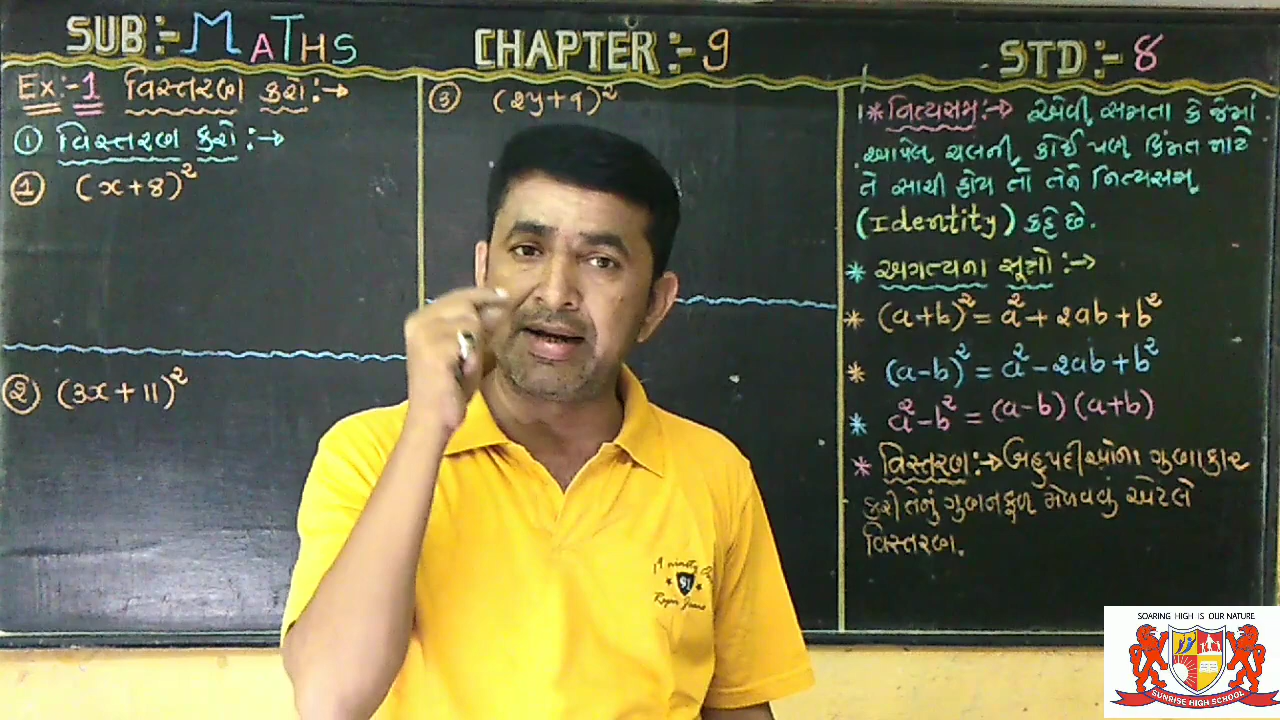 SUB:- MATHS
CHAPTER:- 9
STD:- 8
Ex:-1 વિસ્તરણ કરો:→
① વિસ્તરણ કરો:→
① (x+8)²
② (3x+11)²
③ (2y+9)²
* નિત્યસમ:→ એવી સમતા કે જેમાં
આપેલ ચલની કોઈ પણ કિંમત માટે
તે સાચી હોય તો તેને નિત્યસમ
(Identity) કહે છે.
* અગત્યના સૂત્રો:→
* (a+b)² = a² + 2ab + b²
* (a-b)² = a² - 2ab + b²
* a² - b² = (a-b) (a+b)
* વિસ્તરણ:→ બહુપદીઓના ગુણાકાર
કરી તેનું ગુણનફળ મેળવવું એટલે
વિસ્તરણ.
SOARING HIGH IS OUR NATURE
SUNRISE HIGH SCHOOL